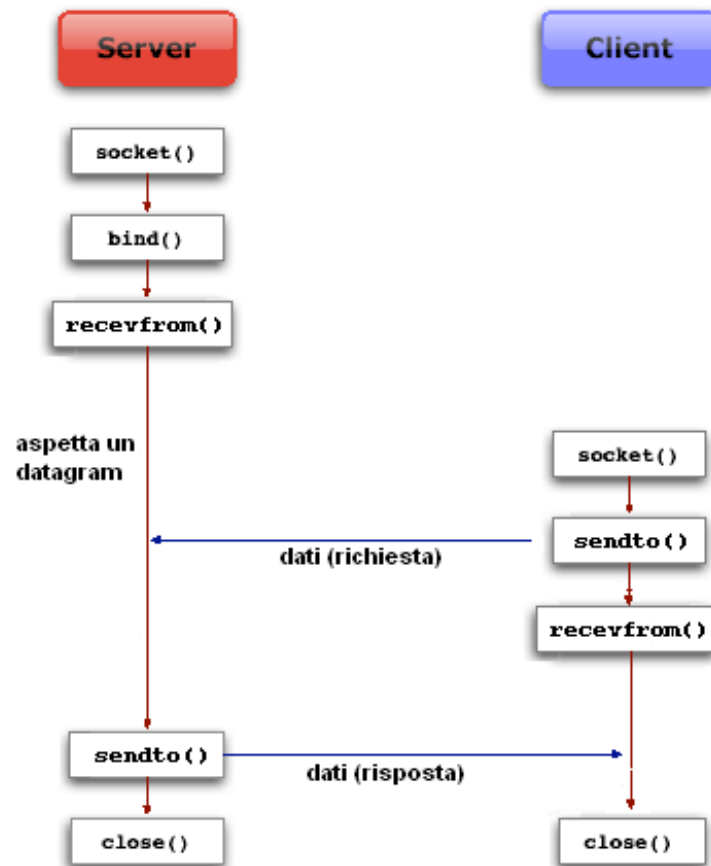 Server
Client
socket()
bind()
recevfrom()
aspetta un
datagram
socket()
sendto()
dati (richiesta)
recevfrom()
sendto()
dati (risposta)
close()
close()